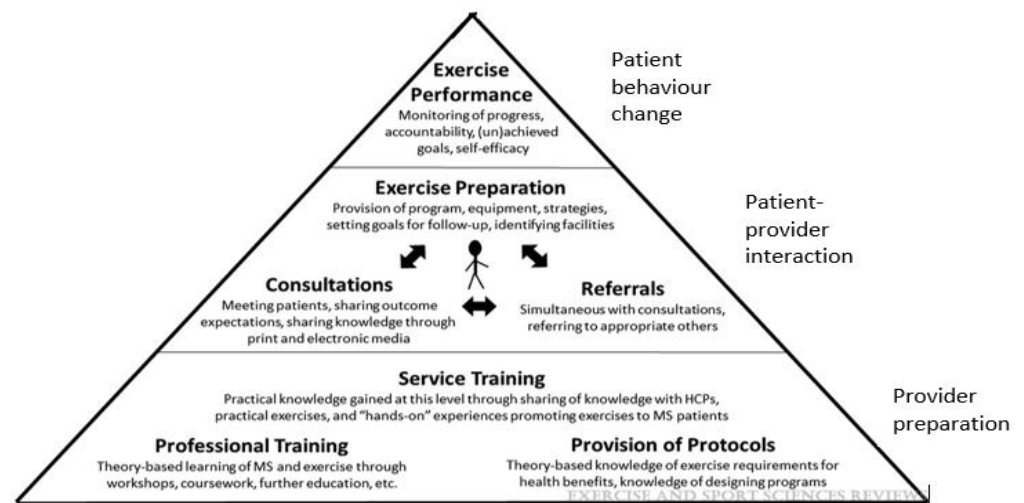 Exercise
Performance
Monitoring of progress,
accountability, (un)achieved
goals, self-efficacy
Patient
behaviour
change
Exercise Preparation
Provision of program, equipment, strategies,
setting goals for follow-up, identifying facilities
Patient-
provider
interaction
Consultations
Meeting patients, sharing outcome
expectations, sharing knowledge through
print and electronic media
Referrals
Simultaneous with consultations,
referring to appropriate others
Service Training
Practical knowledge gained at this level through sharing of knowledge with HCPs,
practical exercises, and “hands-on” experiences promoting exercises to MS patients
Provider
preparation
Professional Training
Theory-based learning of MS and exercise through
workshops, coursework, further education, etc.
Provision of Protocols
Theory-based knowledge of exercise requirements for
health benefits, knowledge of designing programs
EXERCISE AND SPORT SCIENCES REVIEWS